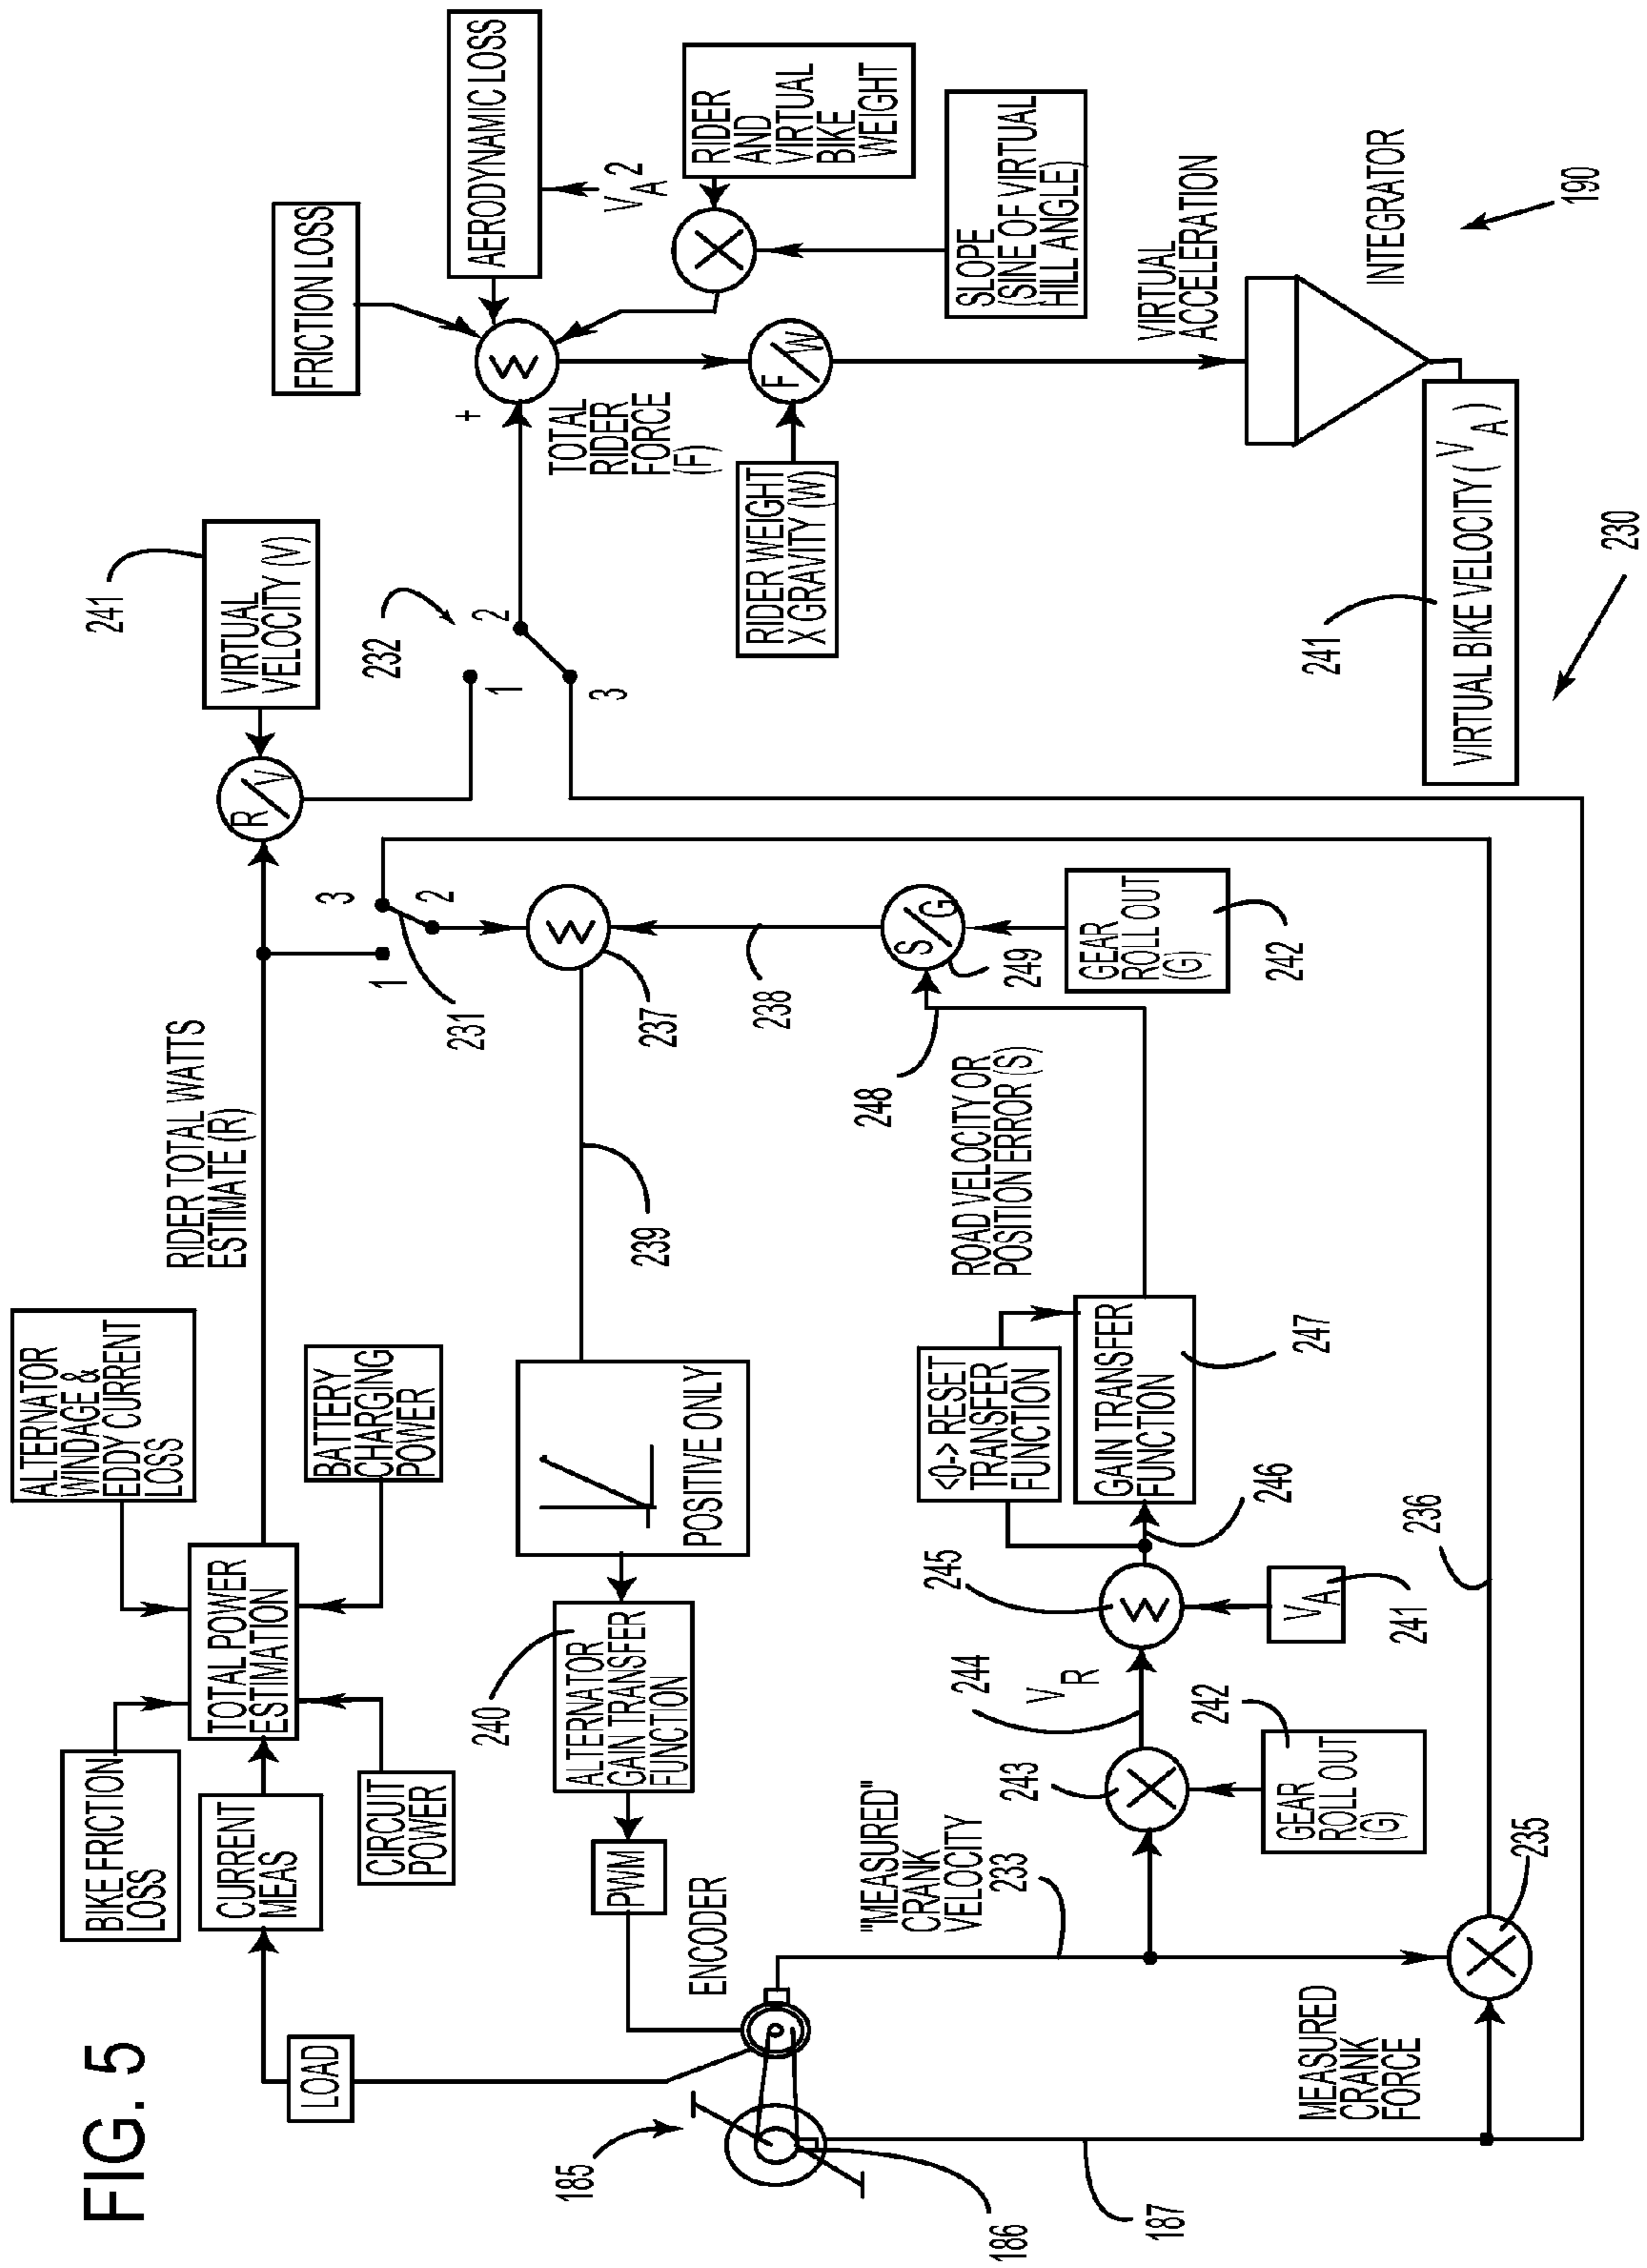 FIG. 5
ALTERNATOR
WINDAGE &
EDDY CURRENT
LOSS
BIKE FRICTION
LOSS
TOTAL POWER
ESTIMATION
CURRENT
MEAS
CIRCUIT
POWER
BATTERY
CHARGING
POWER
LOAD
RIDER TOTAL WATTS
ESTIMATE (R)
R/V
241
VIRTUAL
VELOCITY (V)
FRICTION LOSS
AERODYNAMIC LOSS
V A 2
RIDER
AND
VIRTUAL
BIKE
WEIGHT
SLOPE
(SINE OF VIRTUAL
HILL ANGLE)
+
Σ
TOTAL
RIDER
FORCE
(F)
F/W
RIDER WEIGHT
X GRAVITY (W)
VIRTUAL
ACCELERATION
INTEGRATOR
190
VIRTUAL BIKE VELOCITY (VA)
241
230
232
1
2
3
231
1
2
3
Σ
237
238
239
POSITIVE ONLY
240
ALTERNATOR
GAIN TRANSFER
FUNCTION
PWM
ENCODER
185
186
187
"MEASURED"
CRANK
VELOCITY
233
243
GEAR
ROLL OUT
(G)
242
244
VR
245
Σ
VA
241
246
<0> RESET
TRANSFER
FUNCTION
GAIN TRANSFER
FUNCTION
247
ROAD VELOCITY OR
POSITION ERROR (S)
248
S/G
249
GEAR
ROLL OUT
(G)
242
MEASURED
CRANK
FORCE
235
236